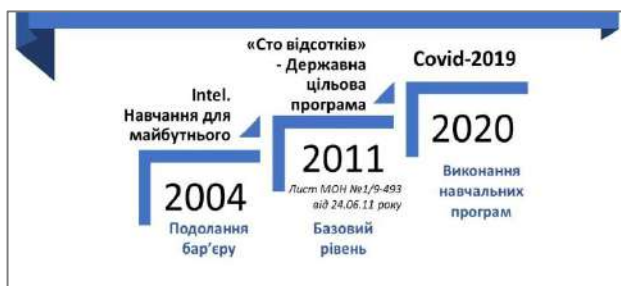 Intel.
Навчання для
майбутнього
2004
Подолання
бар’єру
«Сто відсотків»
- Державна
цільова
програма
2011
Лист МОН №1/9-493
від 24.06.11 року
Базовий
рівень
Covid-2019
2020
Виконання
навчальних
програм